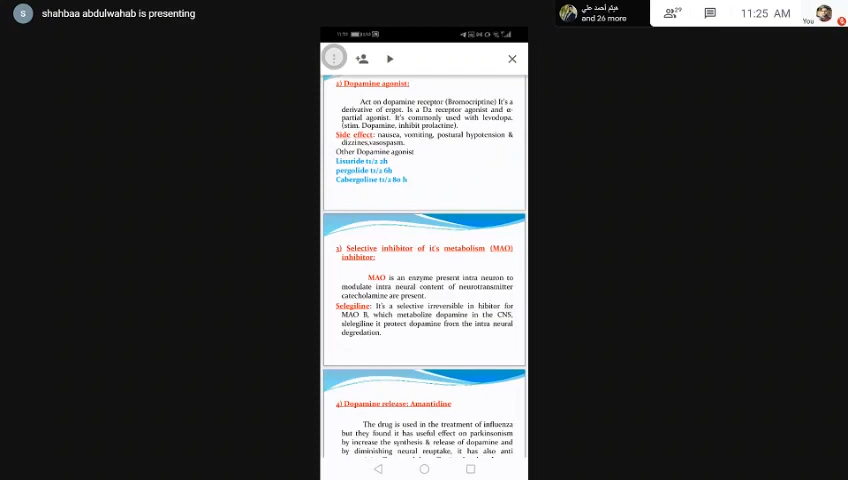 s
shahbaa abdulwahab is presenting
هيثم أحمد علي
and 26 more
29
11:25 AM
You
2) Dopamine agonist:
Act on dopamine receptor (Bromocriptine) It's a
derivative of ergot. Is a D2 receptor agonist and α-
partial agonist. It's commonly used with levodopa.
(stim. Dopamine, inhibit prolactine).
Side effect: nausea, vomiting, postural hypotension &
dizzines,vasospasm.
Other Dopamine agonist
Lisuride t1/2 2h
pergolide t1/2 6h
Cabergoline t1/2 80 h
3) Selective inhibitor of it's metabolism (MAO)
inhibitor:
MAO is an enzyme present intra neuron to
modulate intra neural content of neurotransmitter
catecholamine are present.
Selegiline: It's a selective irreversible in hibitor for
MAO B, which metabolize dopamine in the CNS,
slelegiline it protect dopamine from the intra neural
degredation.
4) Dopamine release: Amantidine
The drug is used in the treatment of influenza
but they found it has useful effect on parkinsonism
by increase the synthesis & release of dopamine and
by diminishing neural reuptake, it has also anti